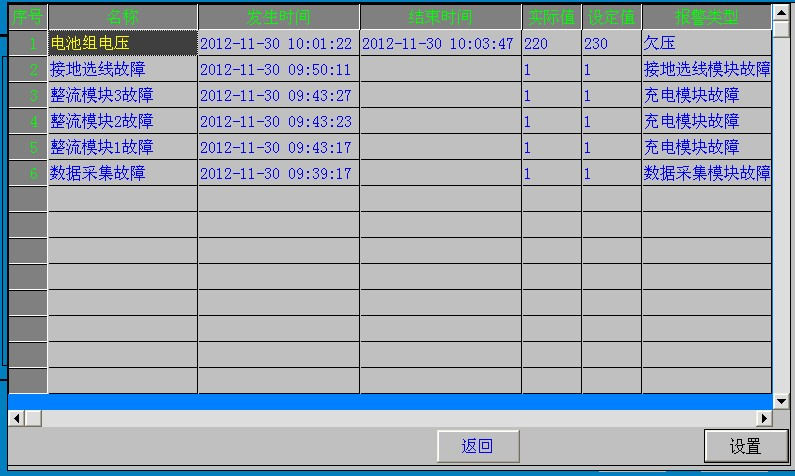 序号 名称 发生时间 结束时间 实际值 设定值 报警类型
1 电池组电压 2012-11-30 10:01:22 2012-11-30 10:03:47 220 230 欠压
2 接地选线故障 2012-11-30 09:50:11 1 1 接地选线模块故障
3 整流模块3故障 2012-11-30 09:43:27 1 1 充电模块故障
4 整流模块2故障 2012-11-30 09:43:23 1 1 充电模块故障
5 整流模块1故障 2012-11-30 09:43:17 1 1 充电模块故障
6 数据采集故障 2012-11-30 09:39:17 1 1 数据采集模块故障
返回 设置